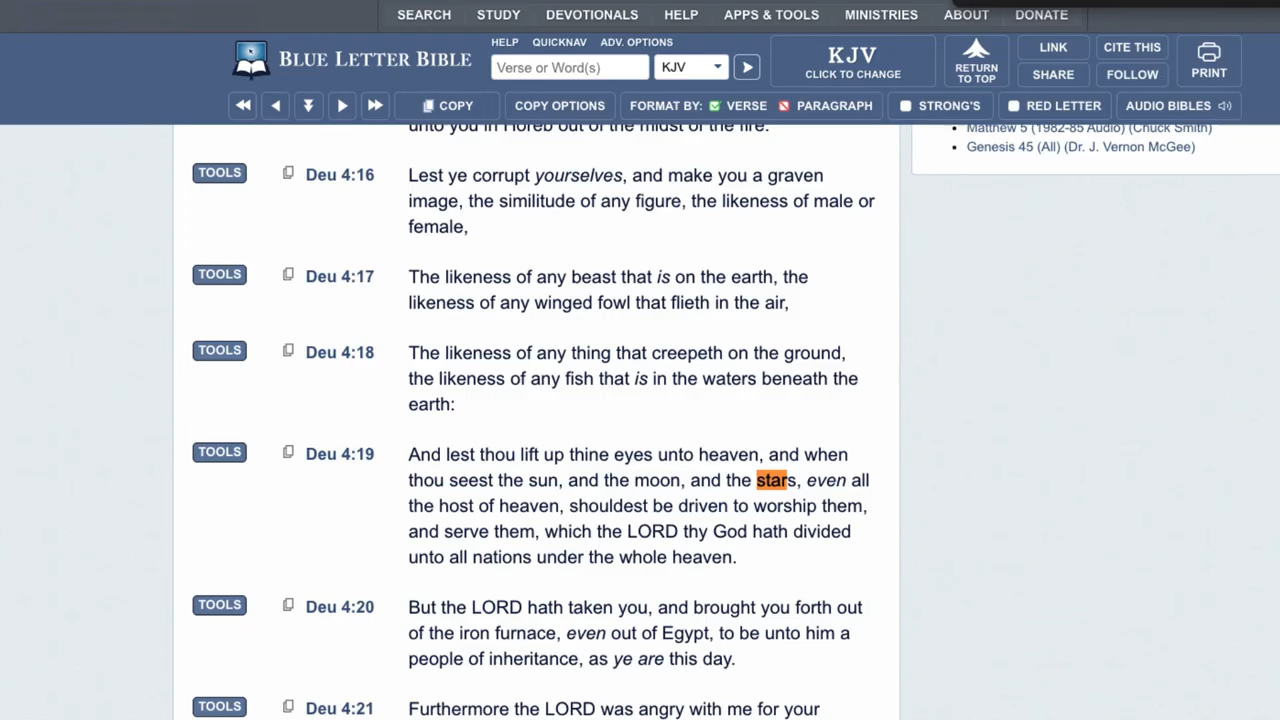 SEARCH STUDY DEVOTIONALS HELP APPS & TOOLS MINISTRIES ABOUT DONATE
BLUE LETTER BIBLE
HELP QUICKNAV ADV. OPTIONS
Verse or Word(s) KJV
KJV
CLICK TO CHANGE
RETURN
TO TOP
LINK CITE THIS
SHARE FOLLOW
PRINT
COPY COPY OPTIONS FORMAT BY: VERSE PARAGRAPH STRONG'S RED LETTER AUDIO BIBLES
unto you in Horeb out of the midst of the fire:
Matthew 5 (1982-85 Audio) (Chuck Smith)
Genesis 45 (All) (Dr. J. Vernon McGee)
TOOLS Deu 4:16 Lest ye corrupt yourselves, and make you a graven
image, the similitude of any figure, the likeness of male or
female,
TOOLS Deu 4:17 The likeness of any beast that is on the earth, the
likeness of any winged fowl that flieth in the air,
TOOLS Deu 4:18 The likeness of any thing that creepeth on the ground,
the likeness of any fish that is in the waters beneath the
earth:
TOOLS Deu 4:19 And lest thou lift up thine eyes unto heaven, and when
thou seest the sun, and the moon, and the stars, even all
the host of heaven, shouldest be driven to worship them,
and serve them, which the LORD thy God hath divided
unto all nations under the whole heaven.
TOOLS Deu 4:20 But the LORD hath taken you, and brought you forth out
of the iron furnace, even out of Egypt, to be unto him a
people of inheritance, as ye are this day.
TOOLS Deu 4:21 Furthermore the LORD was angry with me for your